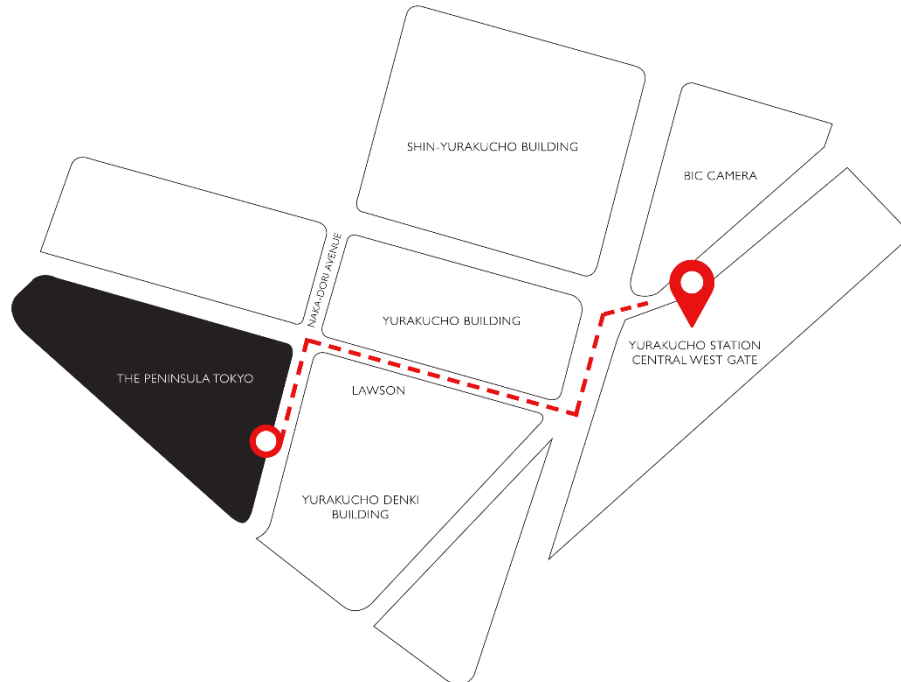 SHIN-YURAKUCHO BUILDING
BIC CAMERA
NAKA-DORI AVENUE
YURAKUCHO BUILDING
YURAKUCHO STATION
CENTRAL WEST GATE
THE PENINSULA TOKYO
LAWSON
YURAKUCHO DENKI
BUILDING